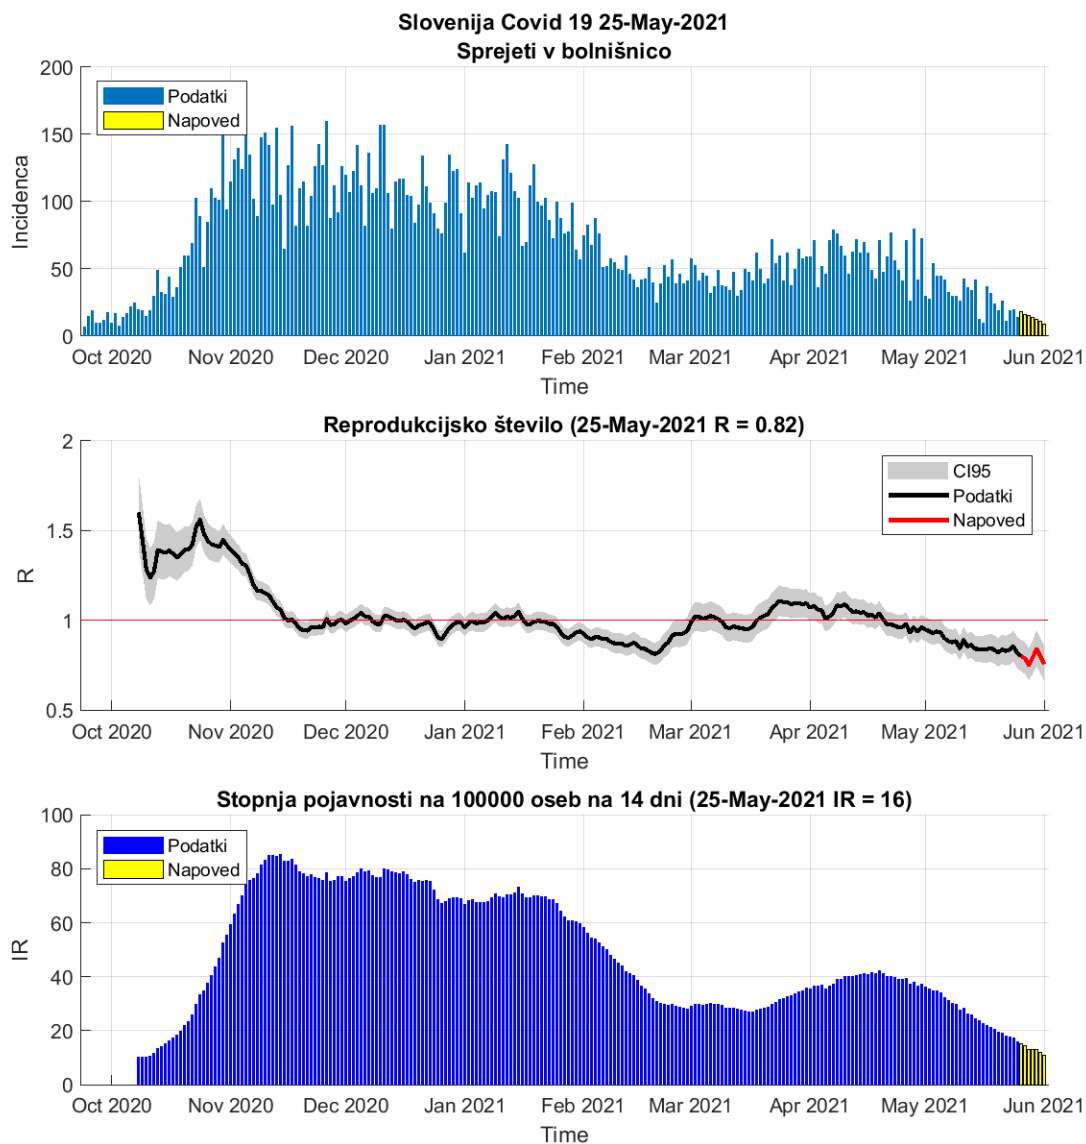 Slovenija Covid 19 25-May-2021
Sprejeti v bolnišnico
200
150
100
50
0
Incidenca
Podatki
Napoved
Oct 2020 Nov 2020 Dec 2020 Jan 2021 Feb 2021 Mar 2021 Apr 2021 May 2021 Jun 2021
Time
Reprodukcijsko število (25-May-2021 R = 0.82)
2
1.5
1
0.5
R
CI95
Podatki
Napoved
Oct 2020 Nov 2020 Dec 2020 Jan 2021 Feb 2021 Mar 2021 Apr 2021 May 2021 Jun 2021
Time
Stopnja pojavnosti na 100000 oseb na 14 dni (25-May-2021 IR = 16)
100
80
60
40
20
0
IR
Podatki
Napoved
Oct 2020 Nov 2020 Dec 2020 Jan 2021 Feb 2021 Mar 2021 Apr 2021 May 2021 Jun 2021
Time